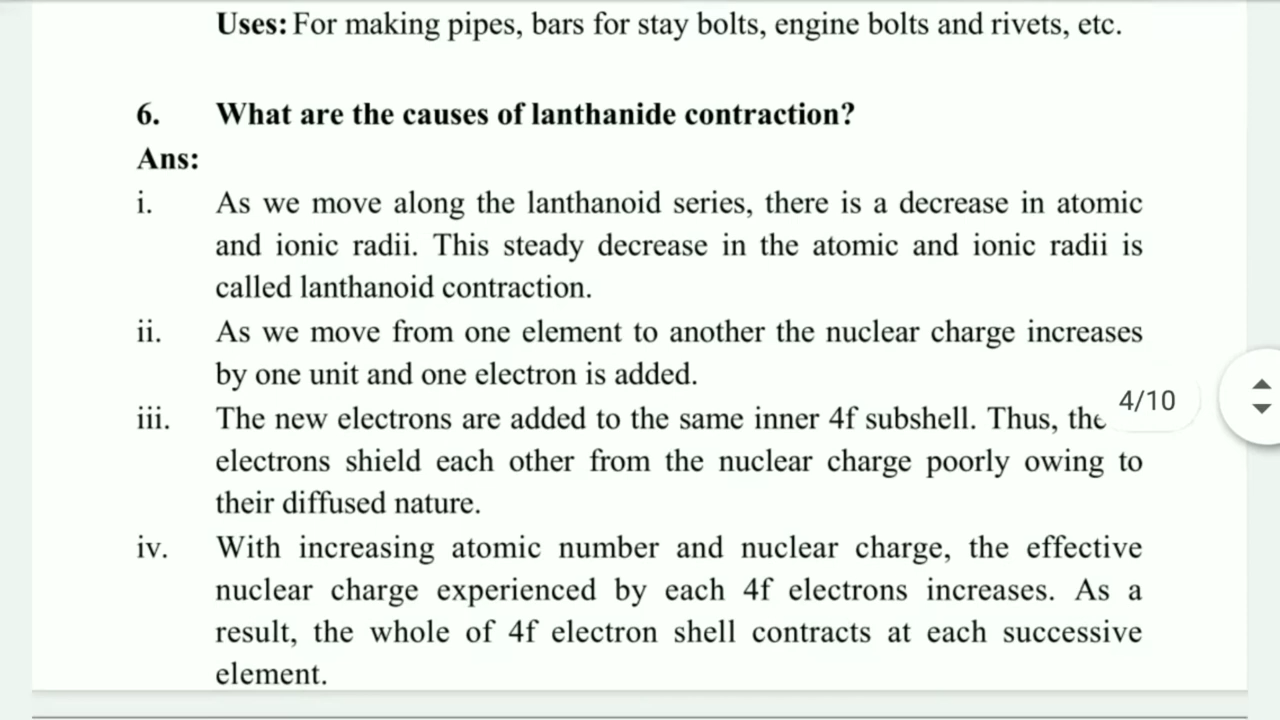 Uses: For making pipes, bars for stay bolts, engine bolts and rivets, etc.
6. What are the causes of lanthanide contraction?
Ans:
i. As we move along the lanthanoid series, there is a decrease in atomic
and ionic radii. This steady decrease in the atomic and ionic radii is
called lanthanoid contraction.
ii. As we move from one element to another the nuclear charge increases
by one unit and one electron is added.
4/10
iii. The new electrons are added to the same inner 4f subshell. Thus, the
electrons shield each other from the nuclear charge poorly owing to
their diffused nature.
iv. With increasing atomic number and nuclear charge, the effective
nuclear charge experienced by each 4f electrons increases. As a
result, the whole of 4f electron shell contracts at each successive
element.